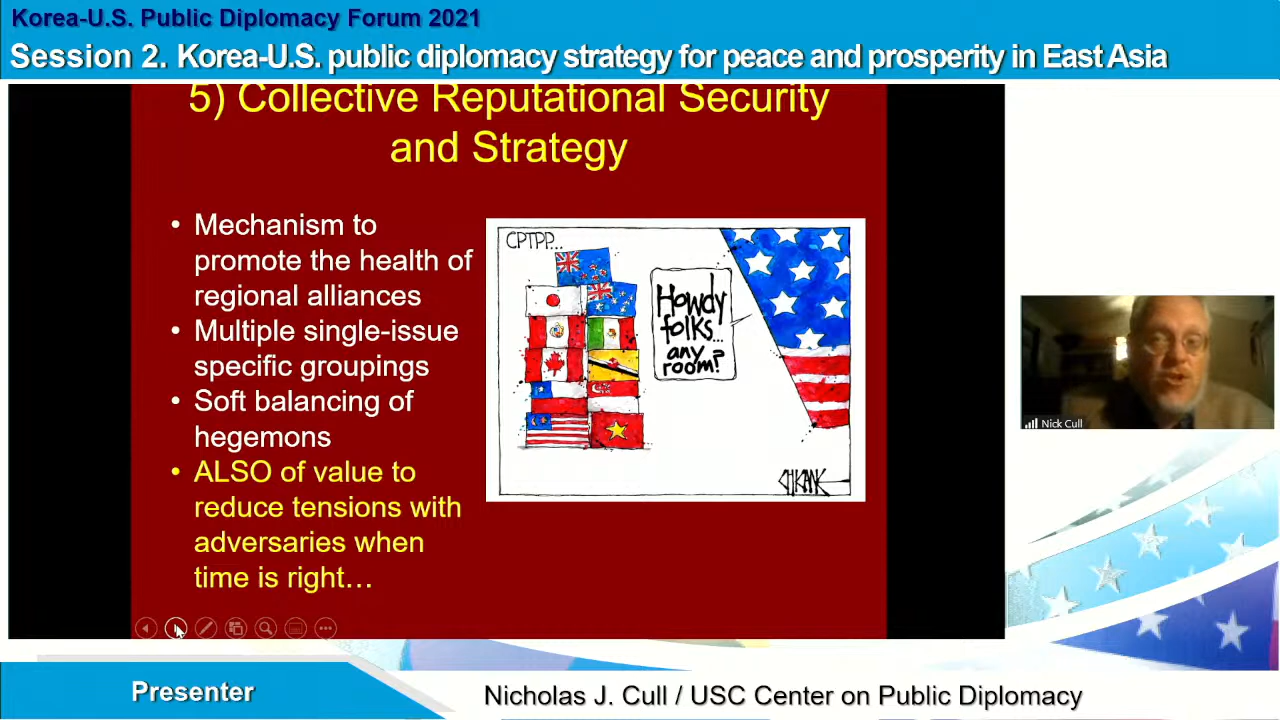 Korea-U.S. Public Diplomacy Forum 2021
Session 2. Korea-U.S. public diplomacy strategy for peace and prosperity in East Asia
5) Collective Reputational Security
and Strategy
• Mechanism to
promote the health of
regional alliances
• Multiple single-issue
specific groupings
• Soft balancing of
hegemons
• ALSO of value to
reduce tensions with
adversaries when
time is right…
CPTPP...
Howdy
folks...
any
room?
Nick Cull
Presenter
Nicholas J. Cull / USC Center on Public Diplomacy